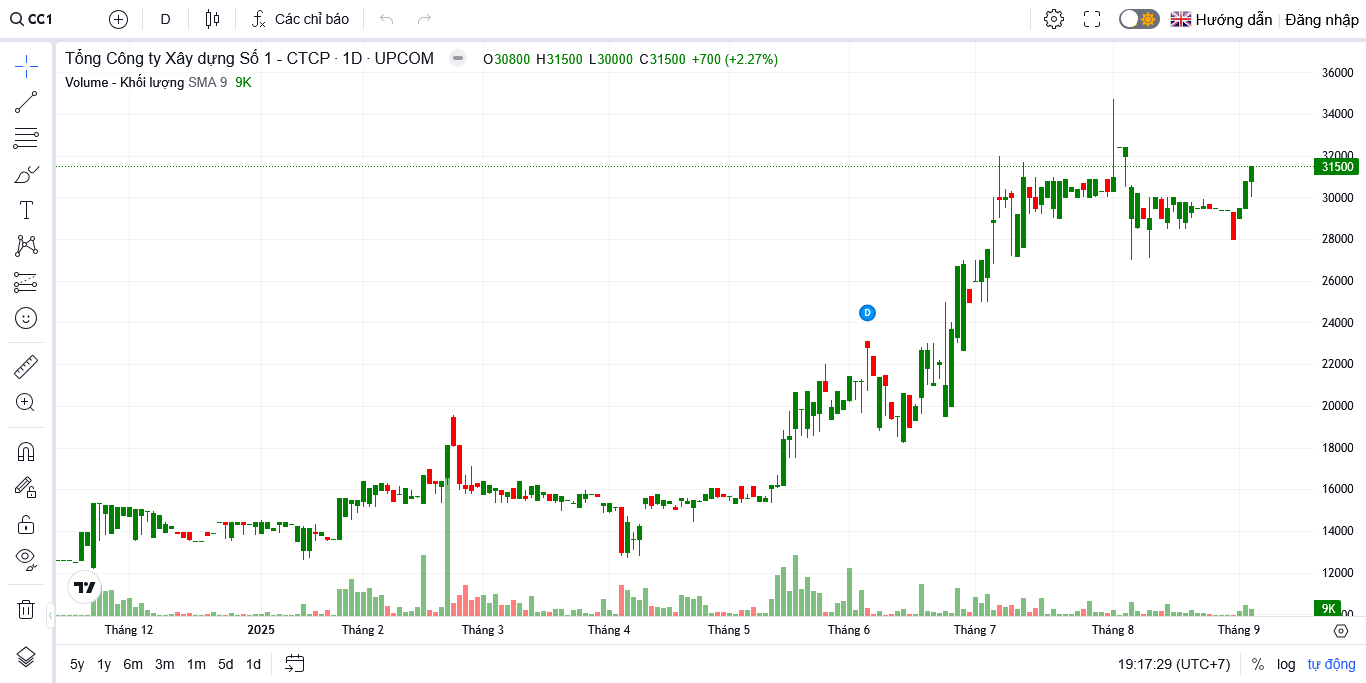 CC1 D Các chỉ báo Hướng dẫn Đăng nhập
Tổng Công ty Xây dựng Số 1 - CTCP · 1D · UPCOM O30800 H31500 L30000 C31500 +700 (+2.27%)
Volume - Khối lượng SMA 9 9K
36000
34000
32000
31500
30000
28000
26000
24000
D
22000
20000
18000
16000
14000
12000
9K
00
Tháng 12 2025 Tháng 2 Tháng 3 Tháng 4 Tháng 5 Tháng 6 Tháng 7 Tháng 8 Tháng 9
5y 1y 6m 3m 1m 5d 1d 19:17:29 (UTC+7) % log tự động